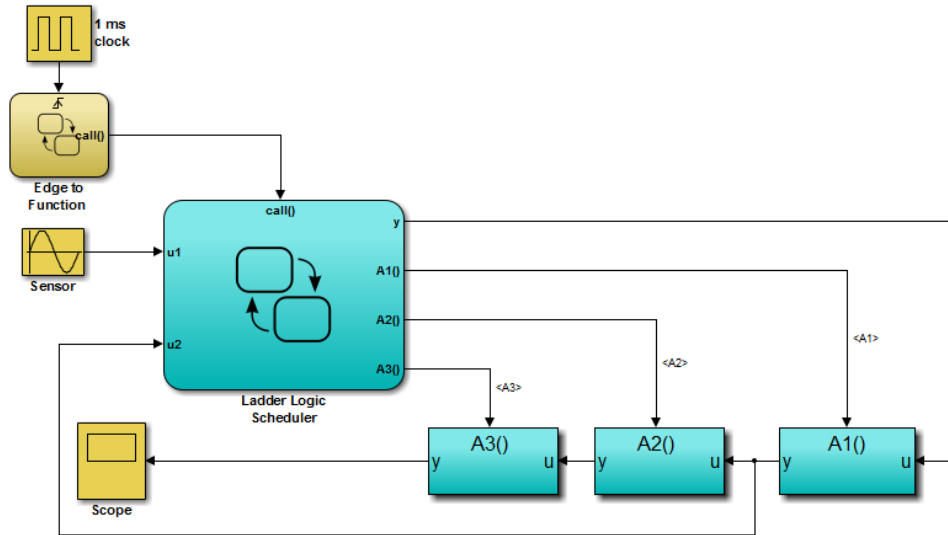 1 ms
clock
call()
Edge to
Function
call()
y
u1
A1()
Sensor
A2()
u2
<A1>
<A2>
A3()
<A3>
Ladder Logic
Scheduler
A3()
A2()
A1()
y
u
y
u
y
u
Scope